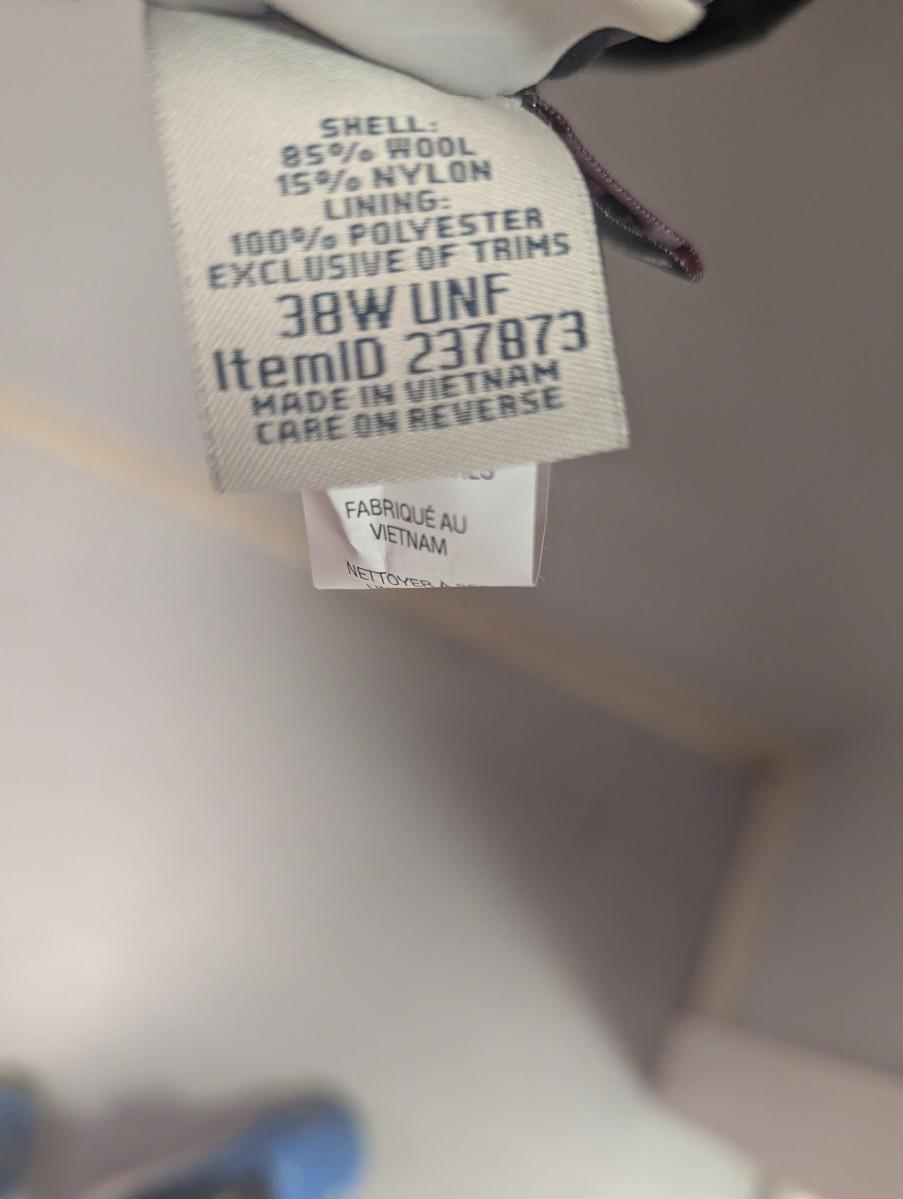 SHELL:
85% WOOL
15% NYLON
LINING:
100% POLYESTER
EXCLUSIVE OF TRIMS
38W UNF
ItemID 237873
MADE IN VIETNAM
CARE ON REVERSE
FABRIQUÉ AU
VIETNAM
NETTOYER À